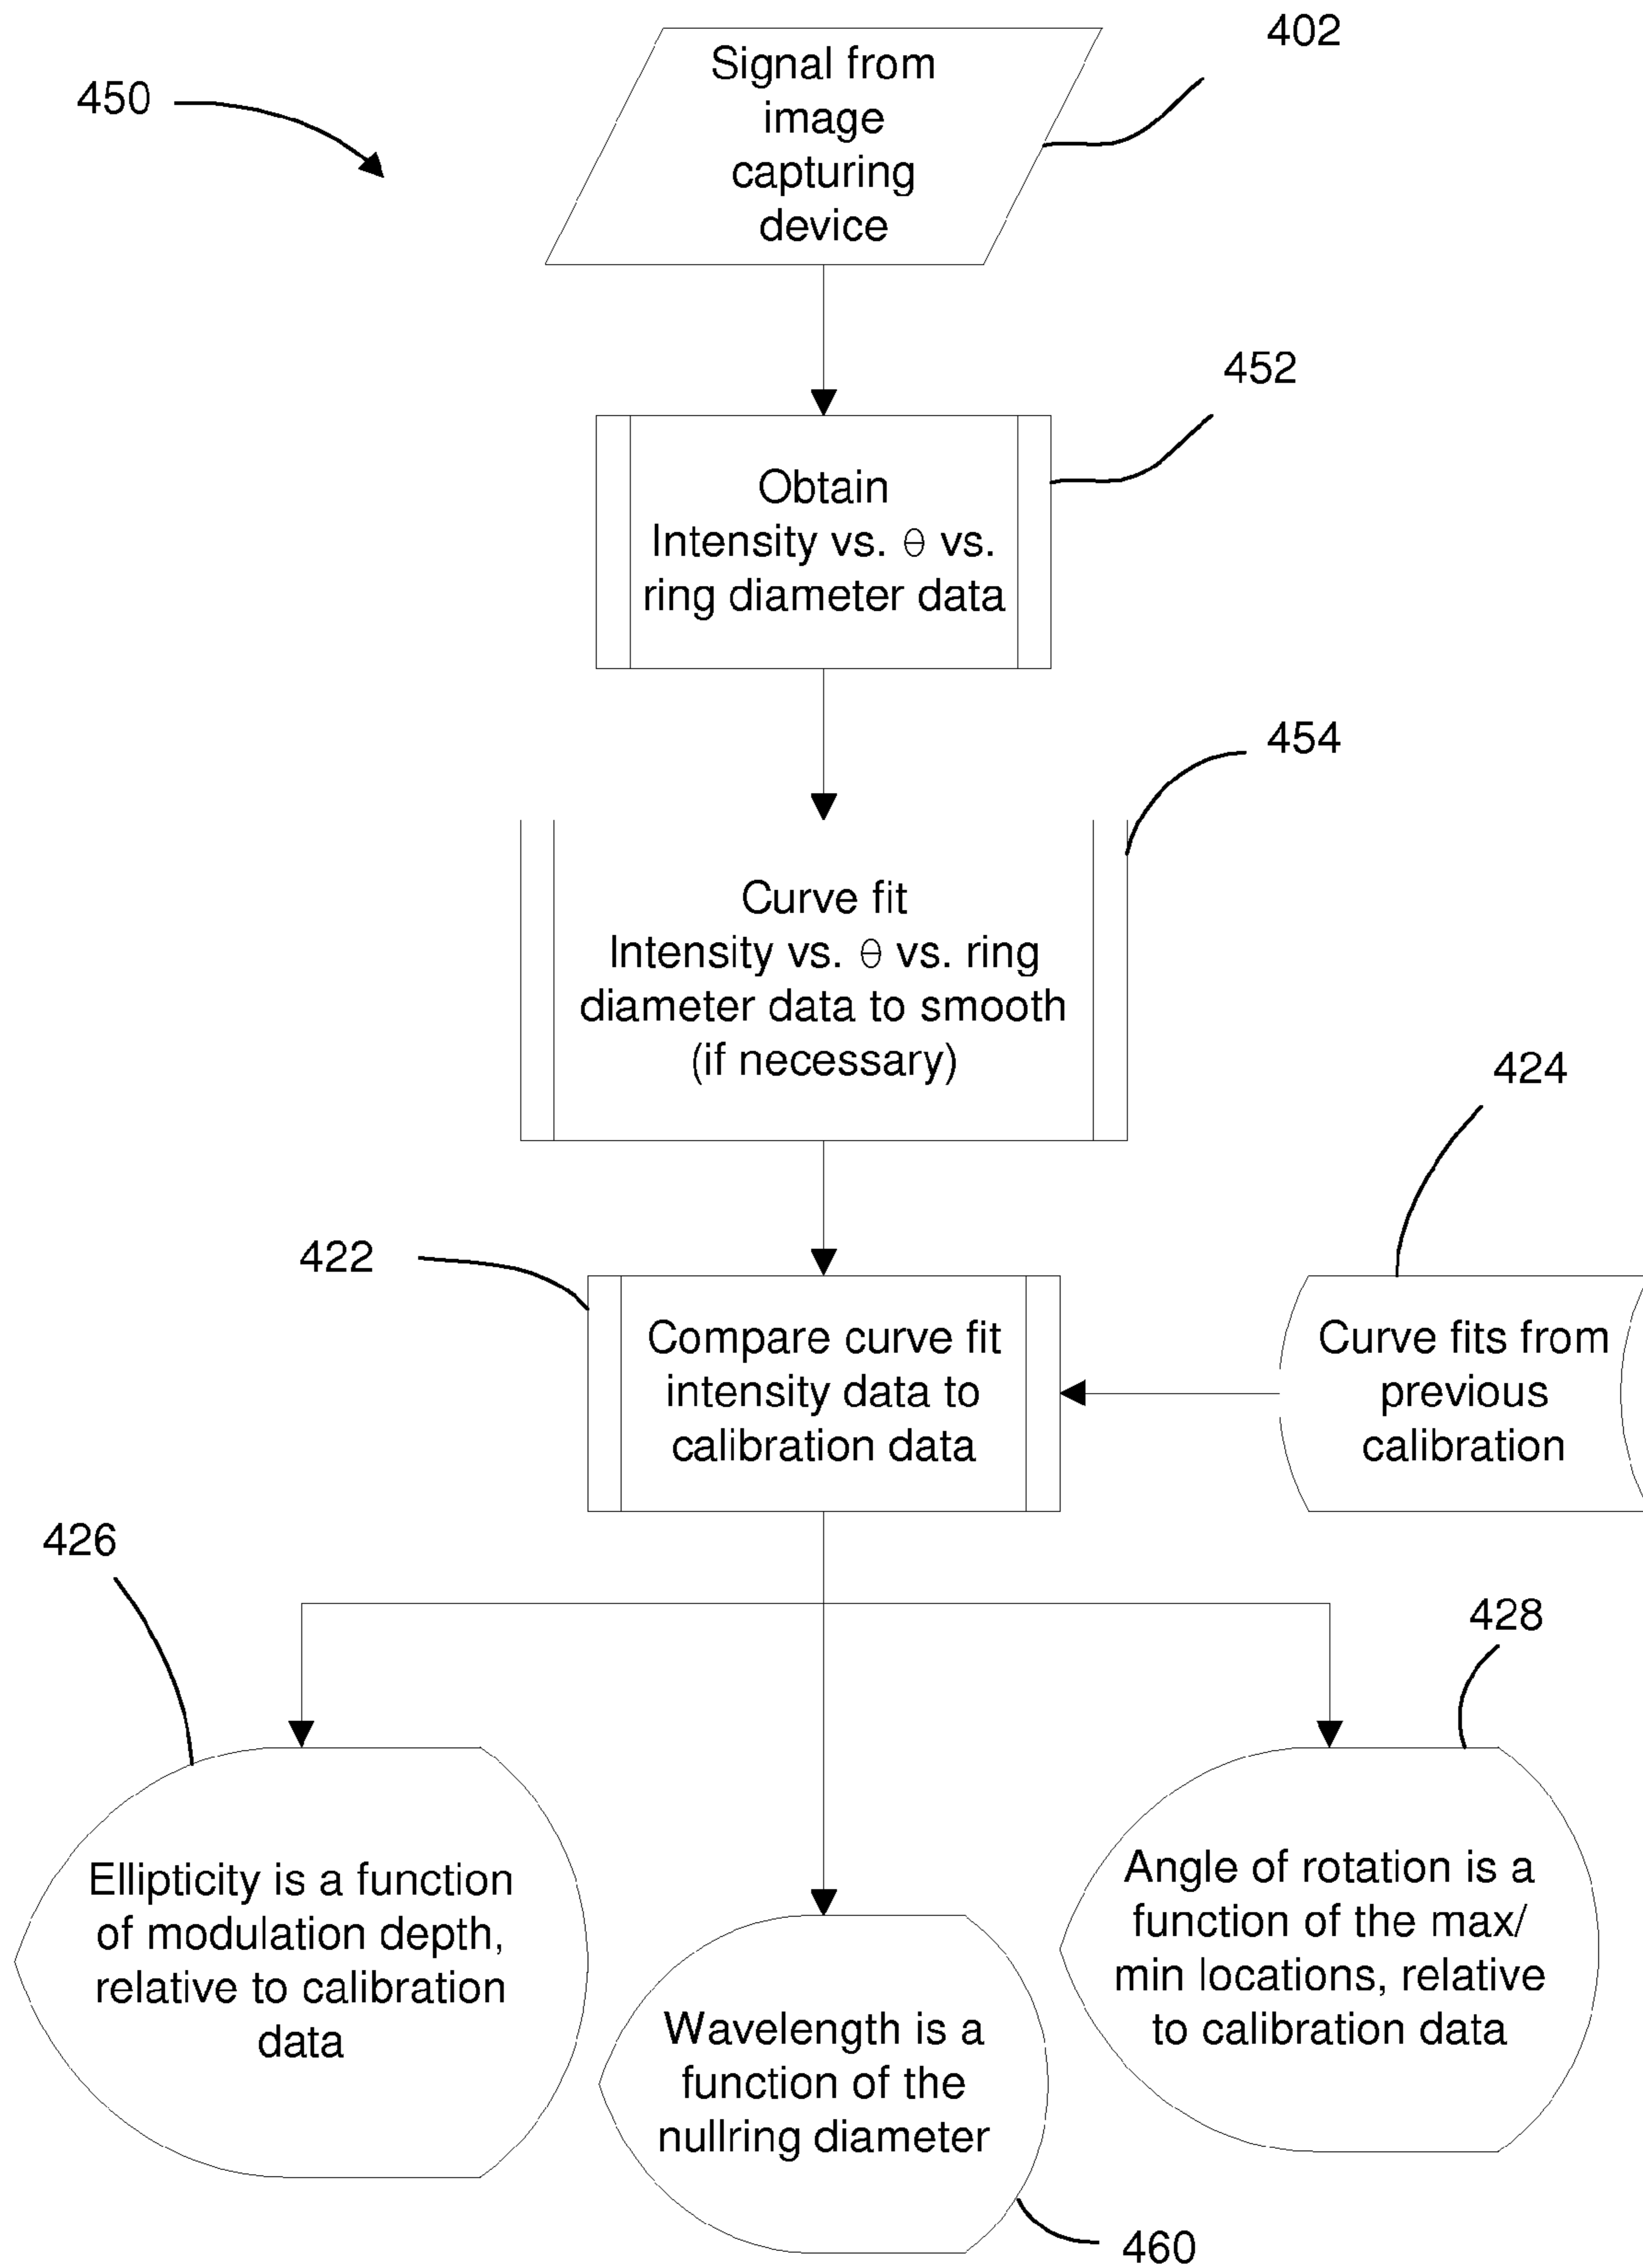 402
Signal from
image
capturing
device
450
452
Obtain
Intensity vs. θ vs.
ring diameter data
454
Curve fit
Intensity vs. θ vs. ring
diameter data to smooth
(if necessary)
424
422
Compare curve fit
intensity data to
calibration data
Curve fits from
previous
calibration
426
428
Ellipticity is a function
of modulation depth,
relative to calibration
data
Wavelength is a
function of the
nullring diameter
Angle of rotation is a
function of the max/
min locations, relative
to calibration data
460